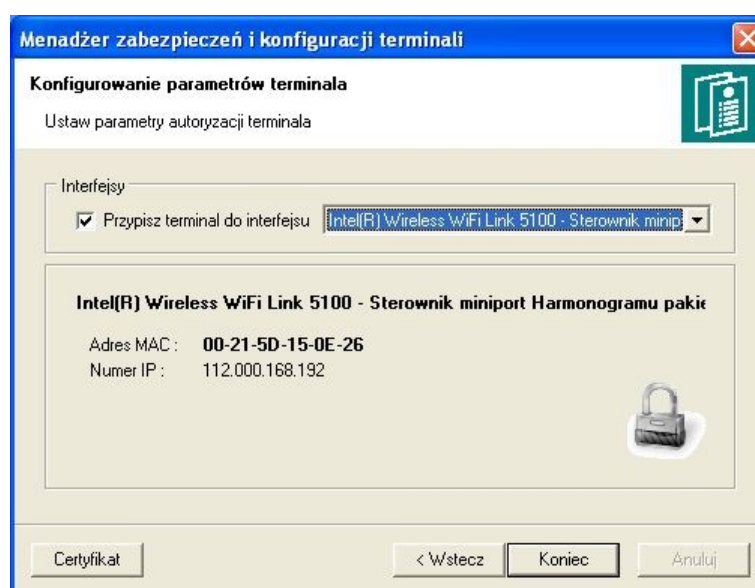 Menadżer zabezpieczeń i konfiguracji terminali
Konfigurowanie parametrów terminala
Ustaw parametry autoryzacji terminala
Interfejsy
Przypisz terminal do interfejsu Intel(R) Wireless WiFi Link 5100 - Sterownik minip
Intel(R) Wireless WiFi Link 5100 - Sterownik miniport Harmonogramu pakie
Adres MAC : 00-21-5D-15-0E-26
Numer IP : 112.000.168.192
Certyfikat < Wstecz Koniec Anuluj